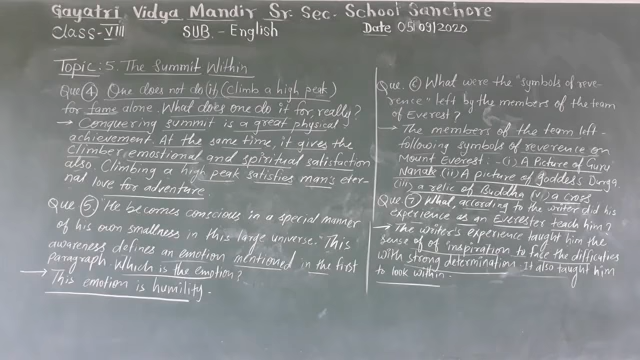 Gayatri Vidya Mandir Sr. Sec. School Sanchore
Class-VIII SUB. - English Date 05/09/2020
Topic: 5. The Summit Within
Que ④ One does not do it (Climb a high peak)
for fame alone. What does one do it for, really?
→ Conquering summit is a great physical
achievement. At the same time, it gives the
Climber, emostional and spiritual satisfaction
also. Climbing a high peak satisfies man's eter-
nal love for adventure
Que ⑤ He becomes conscious in a special manner
of his own smallness in this large universe. This
awareness defines an emotion mentioned in the first
Paragraph. Which is the emotion?
→ This emotion is humility.
Que. ⑥ What were the "symbols of reve-
rence" left by the members of the team
of Everest?
→ The members of the team left-
following symbols of reverence on
Mount Everest: - (i) A Picture of Guru
Nanak (ii) A picture of goddess Durga.
(iii) a relic of Buddha (vi) a cross
Que ⑦ What, according to the writer did his
experience as an Everester teach him?
→ The writer's experience taught him the
Sense of of inspiration to face the difficulties
with strong determination. It also taught him
to look within.